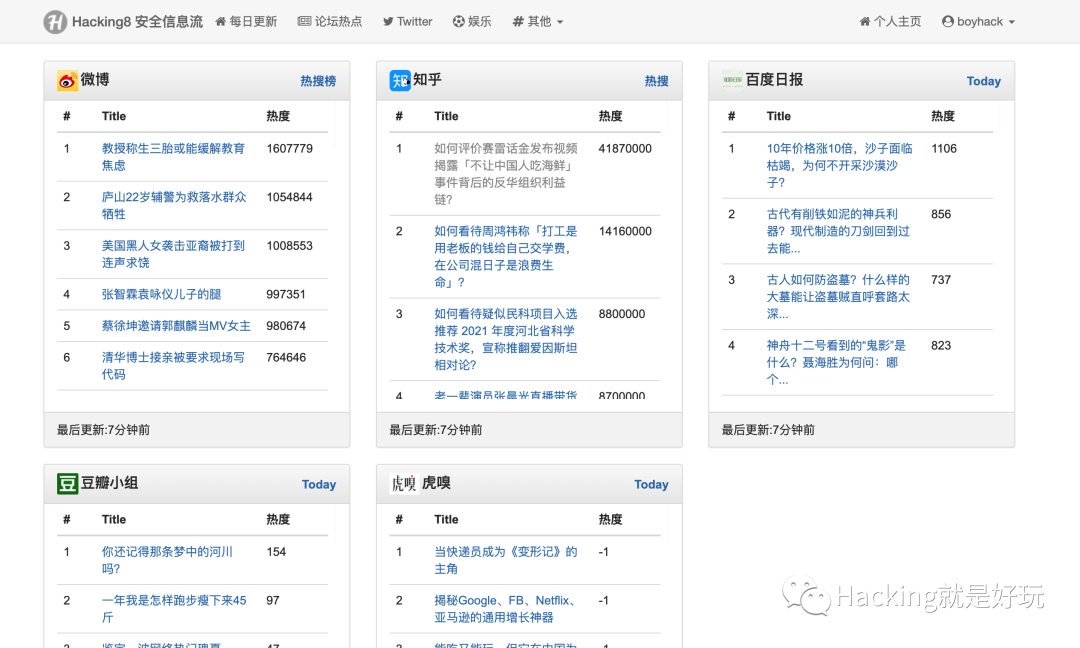 Hacking8 安全信息流 每日更新 论坛热点 Twitter 娱乐 其他 个人主页 boyhack
微博 热搜榜
# Title 热度
1 教授称生三胎或能缓解教育 1607779
焦虑
2 庐山22岁辅警为救落水群众 1054844
牺牲
3 美国黑人女袭击亚裔被打到 1008553
连声求饶
4 张智霖袁咏仪儿子的腿 997351
5 蔡徐坤邀请郭麒麟当MV女主 980674
6 清华博士接亲被要求现场写 764646
代码
最后更新:7分钟前
知乎 热搜
# Title 热度
1 如何评价赛雷话金发布视频 41870000
揭露「不让中国人吃海鲜」
事件背后的反华组织利益
链?
2 如何看待周鸿祎称「打工是 14160000
用老板的钱给自己交学费,
在公司混日子是浪费生
命」?
3 如何看待疑似民科项目入选 8800000
推荐 2021 年度河北省科学
技术奖，宣称推翻爱因斯坦
相对论?
4 老一辈演员张晨光直播带货 8700000
最后更新:7分钟前
百度日报 Today
# Title 热度
1 10年价格涨10倍，沙子面临 1106
枯竭，为何不开采沙漠沙
子?
2 古代有削铁如泥的神兵利 856
器？现代制造的刀剑回到过
去能...
3 古人如何防盗墓？什么样的 737
大墓能让盗墓贼直呼套路太
深...
4 神舟十二号看到的“鬼影”是 823
什么？聂海胜为何问：哪
个...
最后更新:7分钟前
豆瓣小组 Today
# Title 热度
1 你还记得那条梦中的河川 154
吗?
2 一年我是怎样跑步瘦下来45 97
斤
虎嗅 Today
# Title 热度
1 当快递员成为《变形记》的 -1
主角
2 揭秘Google、FB、Netflix、 -1
亚马逊的通用增长神器
Hacking就是好玩